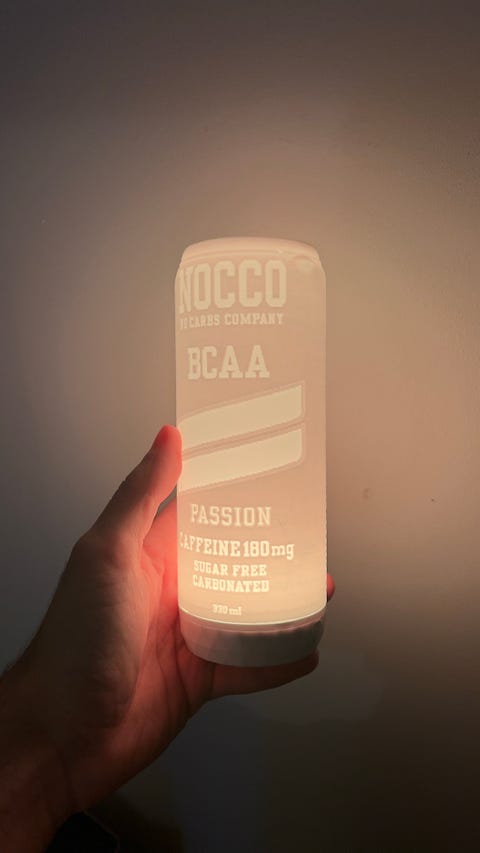 NOCCO
NO CARBS COMPANY
BCAA
PASSION
CAFFEINE 180mg
SUGAR FREE
CARBONATED
330 ml